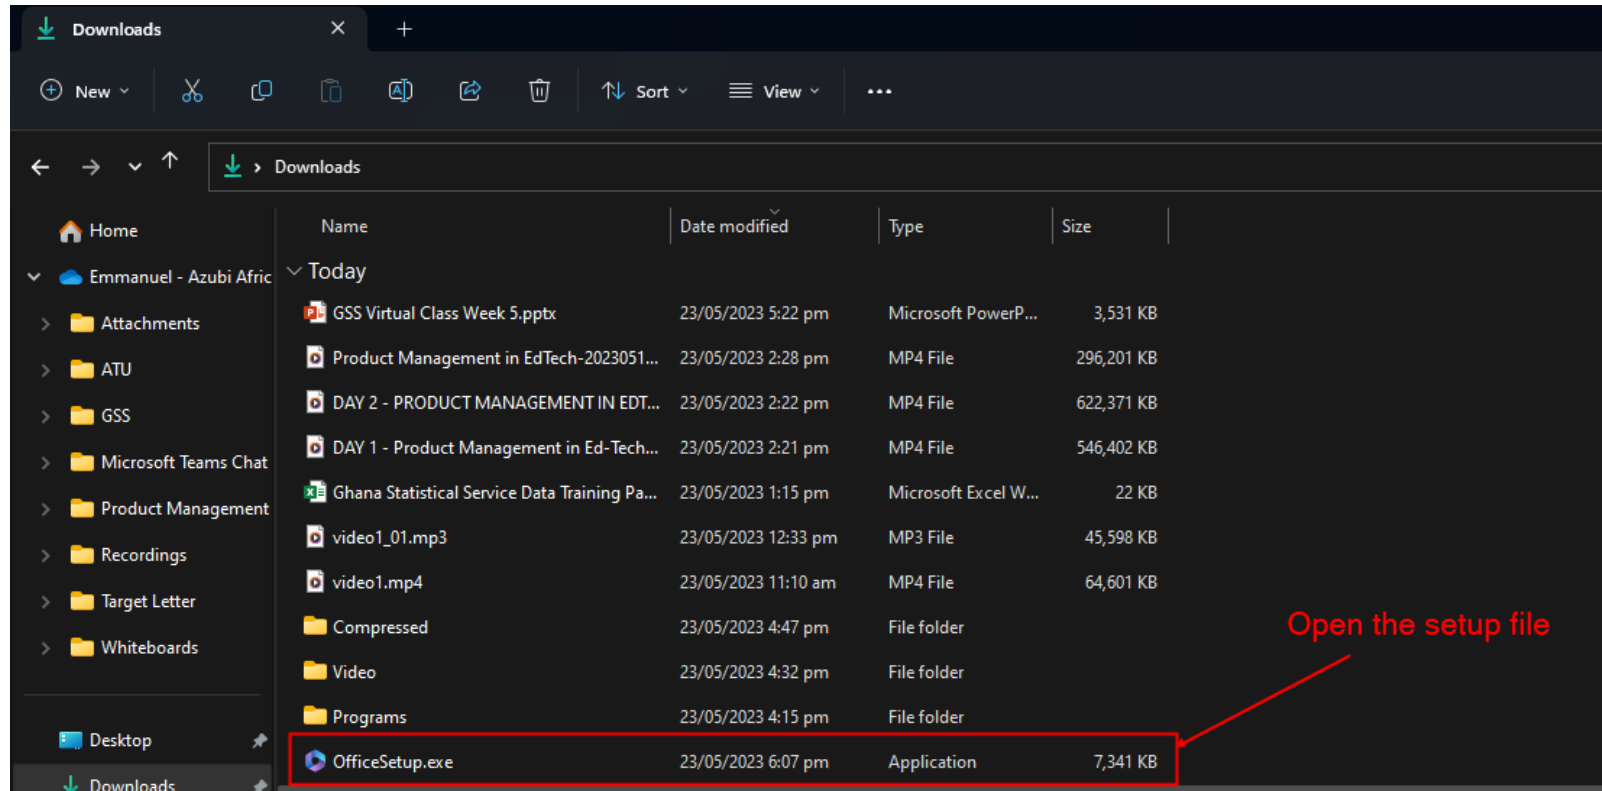 Downloads
New
Sort
View
Downloads
Home
Emmanuel - Azubi Afric
Attachments
ATU
GSS
Microsoft Teams Chat
Product Management
Recordings
Target Letter
Whiteboards
Desktop
Downloads
Name Date modified Type Size
Today
GSS Virtual Class Week 5.pptx 23/05/2023 5:22 pm Microsoft PowerP... 3,531 KB
Product Management in EdTech-2023051... 23/05/2023 2:28 pm MP4 File 296,201 KB
DAY 2 - PRODUCT MANAGEMENT IN EDT... 23/05/2023 2:22 pm MP4 File 622,371 KB
DAY 1 - Product Management in Ed-Tech... 23/05/2023 2:21 pm MP4 File 546,402 KB
Ghana Statistical Service Data Training Pa... 23/05/2023 1:15 pm Microsoft Excel W... 22 KB
video1_01.mp3 23/05/2023 12:33 pm MP3 File 45,598 KB
video1.mp4 23/05/2023 11:10 am MP4 File 64,601 KB
Compressed 23/05/2023 4:47 pm File folder
Video 23/05/2023 4:32 pm File folder
Programs 23/05/2023 4:15 pm File folder
OfficeSetup.exe 23/05/2023 6:07 pm Application 7,341 KB
Open the setup file